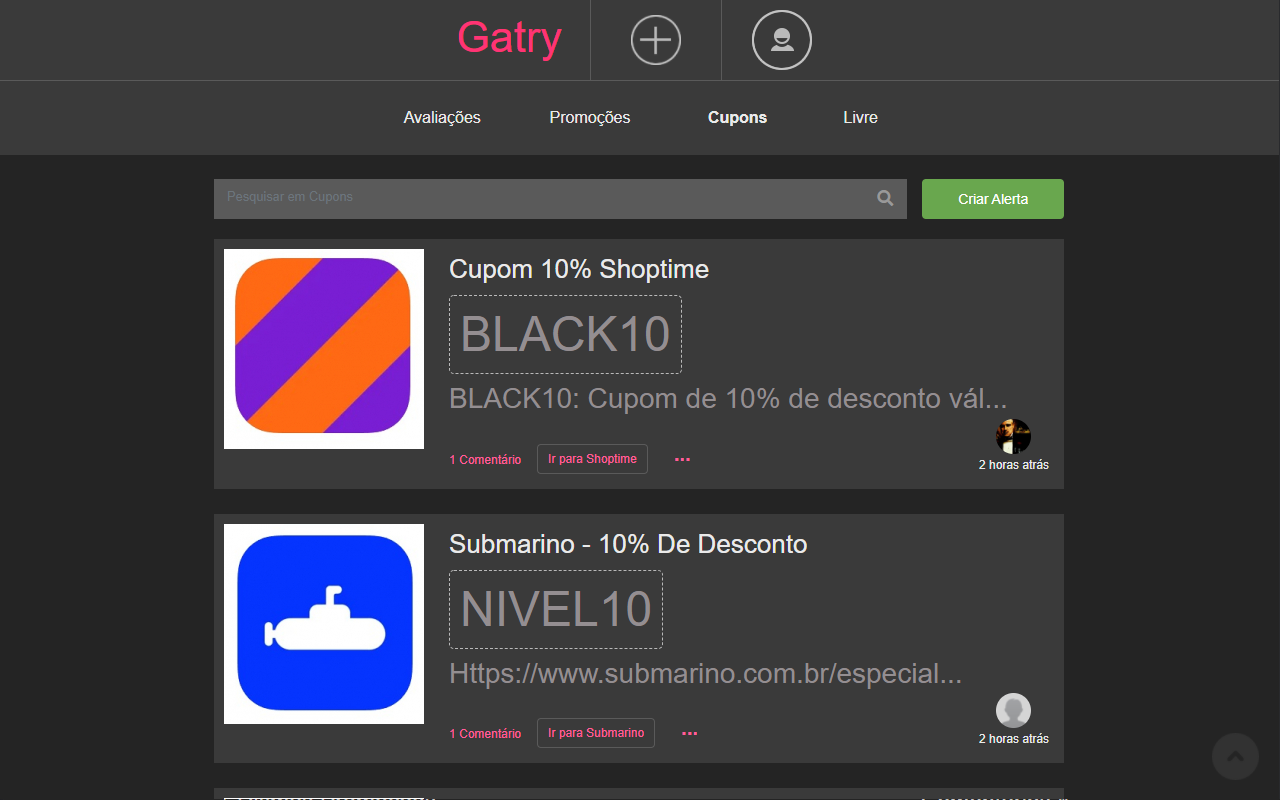 Gatry
Avaliações Promoções Cupons Livre
Pesquisar em Cupons Criar Alerta
Cupom 10% Shoptime
BLACK10
BLACK10: Cupom de 10% de desconto vál...
1 Comentário Ir para Shoptime ...
2 horas atrás
Submarino - 10% De Desconto
NIVEL10
Https://www.submarino.com.br/especial...
1 Comentário Ir para Submarino ...
2 horas atrás